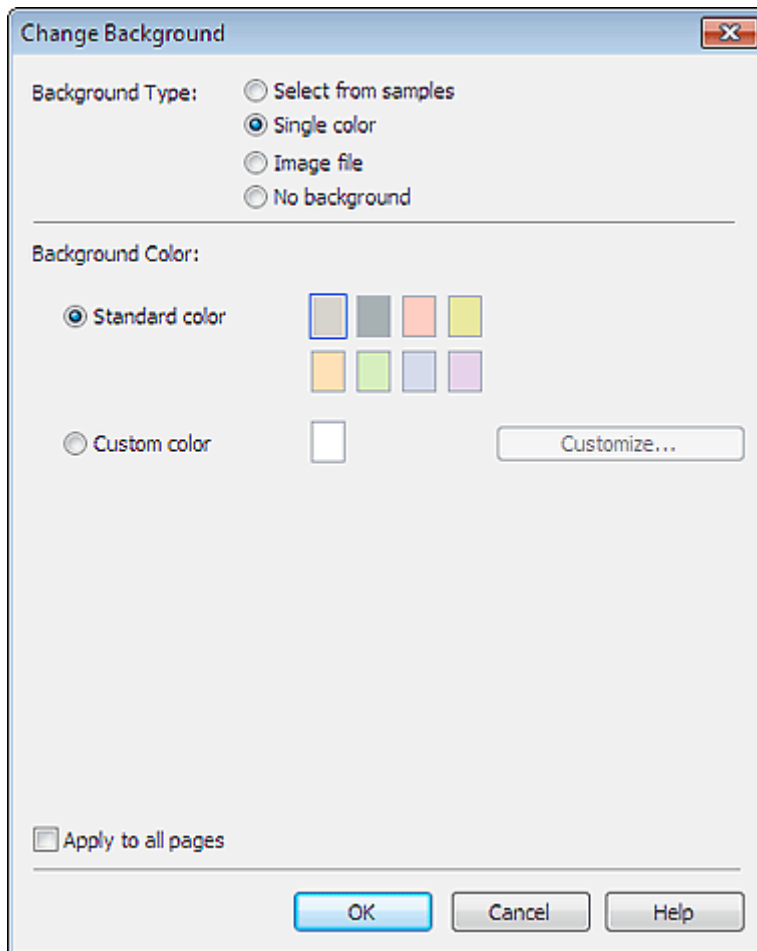 Change Background
Background Type:
Select from samples
Single color
Image file
No background
Background Color:
Standard color
Custom color
Customize...
Apply to all pages
OK
Cancel
Help